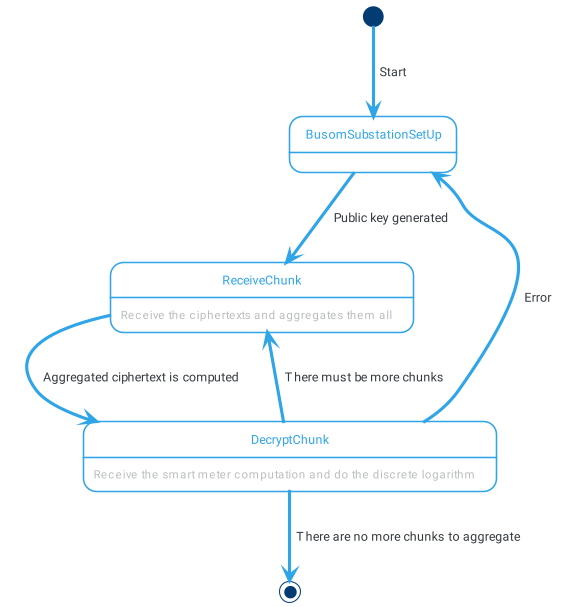 Start
BusomSubstationSetUp
Public key generated
ReceiveChunk
Receive the ciphertexts and aggregates them all
Error
Aggregated ciphertext is computed
There must be more chunks
DecryptChunk
Receive the smart meter computation and do the discrete logarithm
There are no more chunks to aggregate